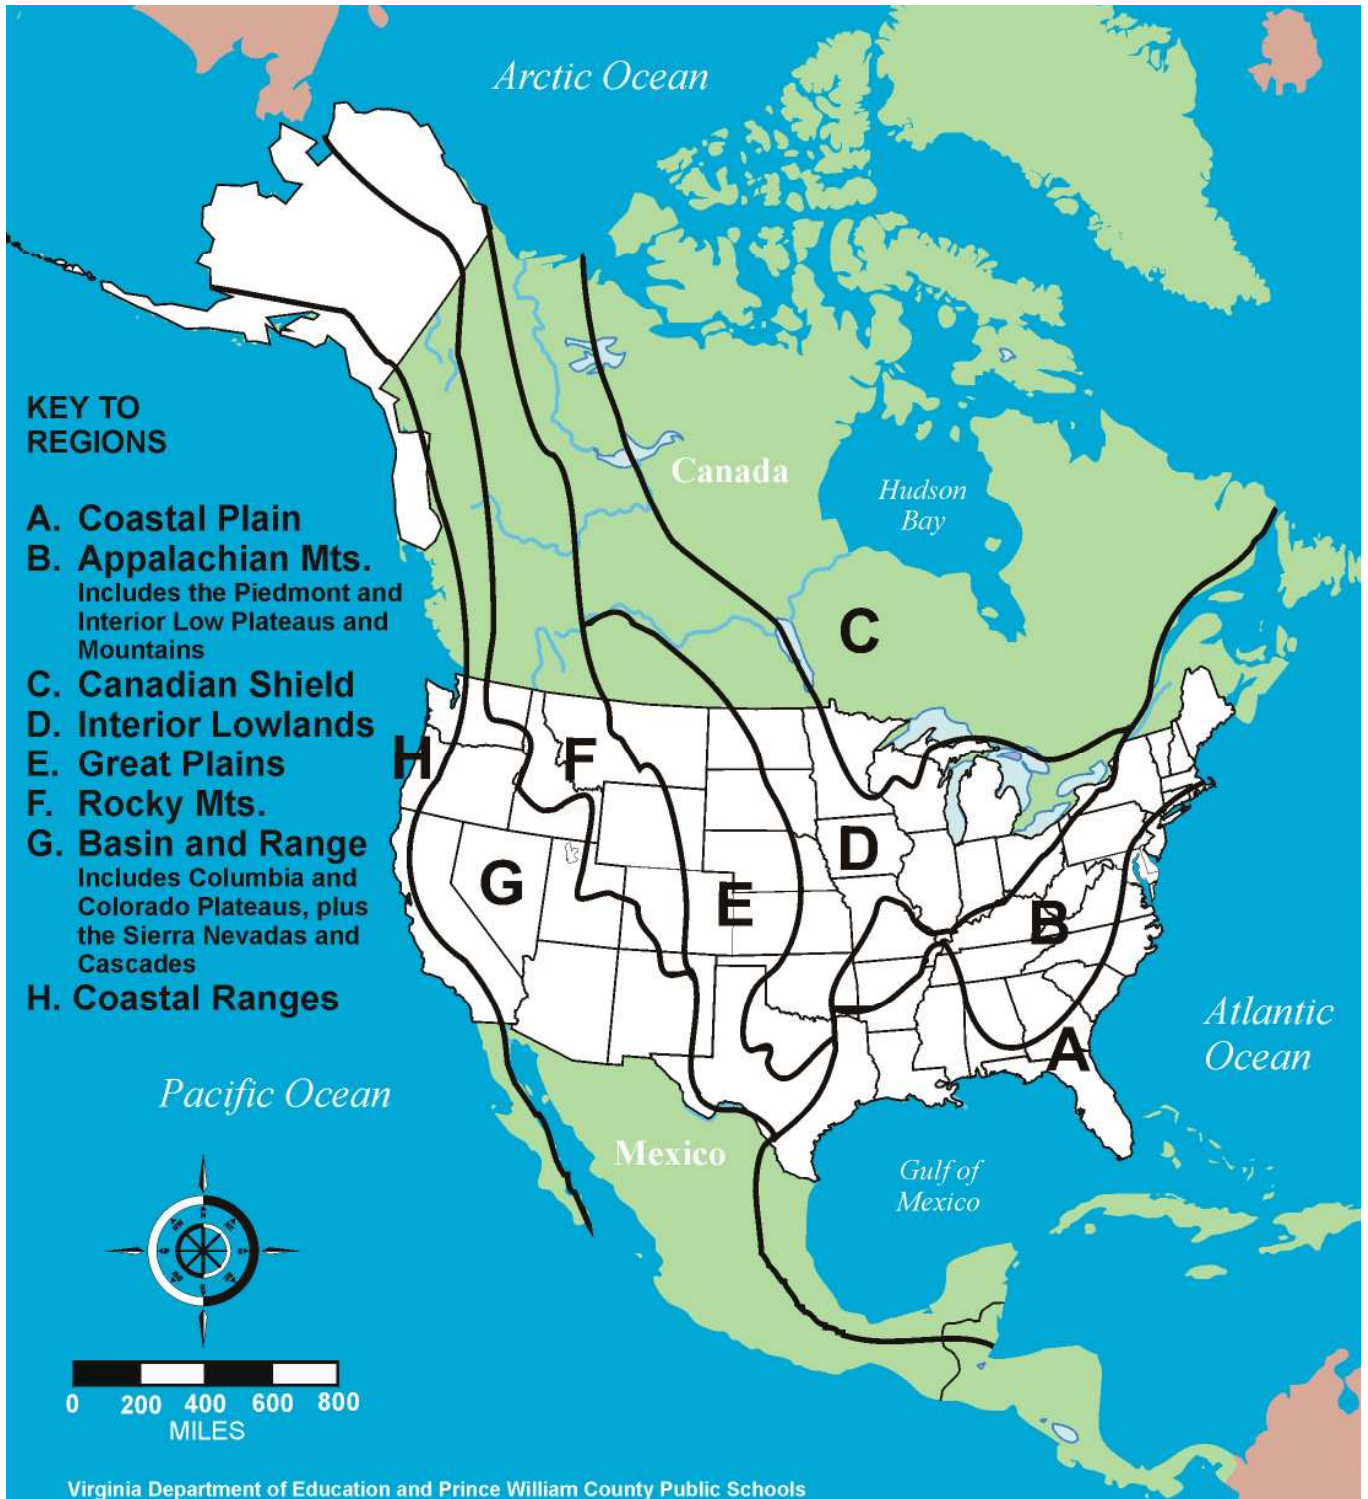 Arctic Ocean
KEY TO
REGIONS
A. Coastal Plain
B. Appalachian Mts.
Includes the Piedmont and
Interior Low Plateaus and
Mountains
C. Canadian Shield
D. Interior Lowlands
E. Great Plains
F. Rocky Mts.
G. Basin and Range
Includes Columbia and
Colorado Plateaus, plus
the Sierra Nevadas and
Cascades
H. Coastal Ranges
Canada
Hudson
Bay
C
H
F
D
G
E
B
A
Atlantic
Ocean
Pacific Ocean
Mexico
Gulf of
Mexico
N
0 200 400 600 800
MILES
Virginia Department of Education and Prince William County Public Schools